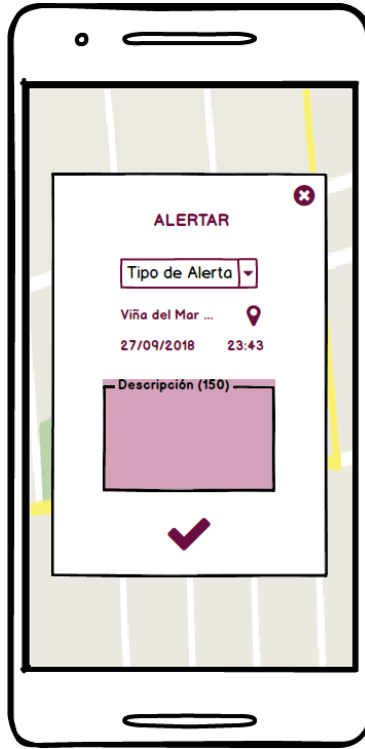 ALERTAR
Tipo de Alerta
Viña del Mar ...
27/09/2018 23:43
Descripción (150)